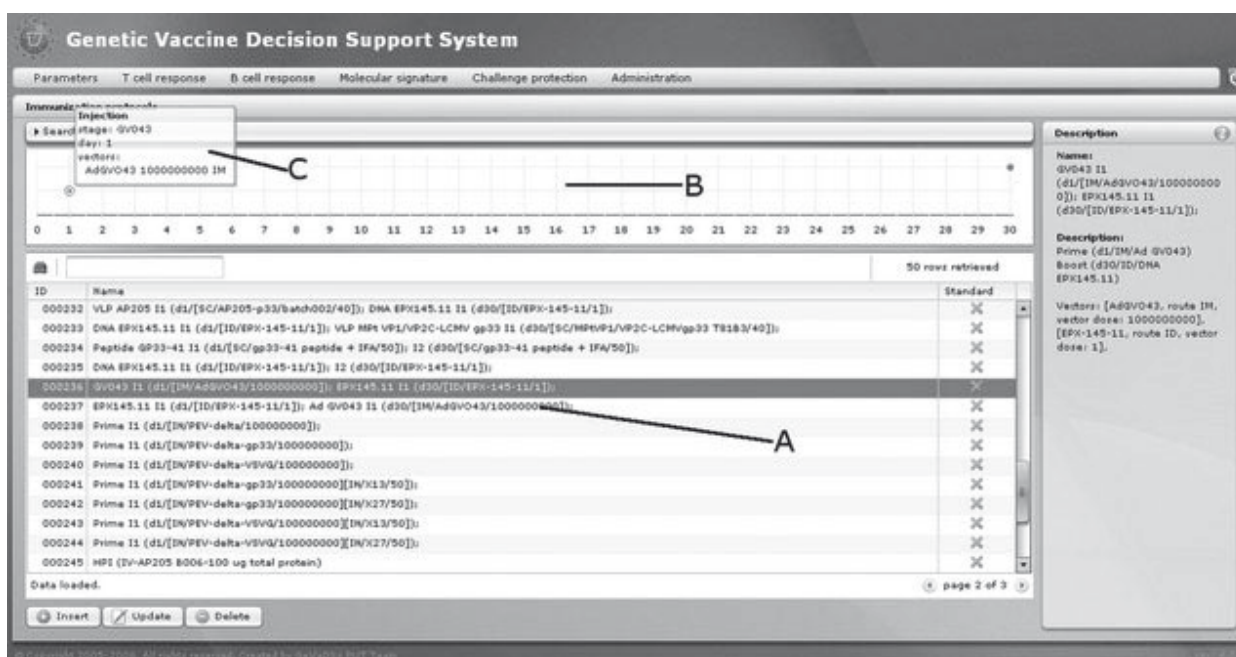 Genetic Vaccine Decision Support System
Parameters T cell response B cell response Molecular signature Challenge protection Administration
Immunization protocols
Search
Injection
stage: GV043
day: 1
vectors:
AdGV043 1000000000 IM
C
B
0 1 2 3 4 5 6 7 8 9 10 11 12 13 14 15 16 17 18 19 20 21 22 23 24 25 26 27 28 29 30
50 rows retrieved
ID Name Standard
000232 VLP AP205 I1 (d1/[SC/AP205-p33/batch002/40]); DNA EPX145.11 I1 (d30/[ID/EPX-145-11/1]);
000233 DNA EPX145.11 I1 (d1/[ID/EPX-145-11/1]); VLP MPt VP1/VP2C-LCMV gp33 I1 (d30/[SC/MPtVP1/VP2C-LCMVgp33 T9183/40]);
000234 Peptide GP33-41 I1 (d1/[SC/gp33-41 peptide + IFA/50]); I2 (d30/[SC/gp33-41 peptide + IFA/50]);
000235 DNA EPX145.11 I1 (d1/[ID/EPX-145-11/1]); I2 (d30/[ID/EPX-145-11/1]);
000236 GV043 I1 (d1/[IM/AdGV043/1000000000]); EPX145.11 I1 (d30/[ID/EPX-145-11/1]);
000237 EPX145.11 I1 (d1/[ID/EPX-145-11/1]); Ad GV043 I1 (d30/[IM/AdGV043/1000000000]);
A
000238 Prime I1 (d1/[IN/PEV-delta/100000000]);
000239 Prime I1 (d1/[IN/PEV-delta-gp33/100000000]);
000240 Prime I1 (d1/[IN/PEV-delta-VSVG/100000000]);
000241 Prime I1 (d1/[IN/PEV-delta-gp33/100000000][IN/X13/50]);
000242 Prime I1 (d1/[IN/PEV-delta-gp33/100000000][IN/X27/50]);
000243 Prime I1 (d1/[IN/PEV-delta-VSVG/100000000][IN/X13/50]);
000244 Prime I1 (d1/[IN/PEV-delta-VSVG/100000000][IN/X27/50]);
000245 HPI (IV-AP205 B006<100 ug total protein)
Data loaded. page 2 of 3
Insert Update Delete
Description
Name:
GV043 I1
(d1/[IM/AdGV043/100000000
0]); EPX145.11 I1
(d30/[ID/EPX-145-11/1]);
Description:
Prime (d1/IM/Ad GV043)
Boost (d30/ID/DNA
EPX145.11)
Vectors: [AdGV043, route IM,
vector dose: 1000000000],
[EPX-145-11, route ID, vector
dose: 1],